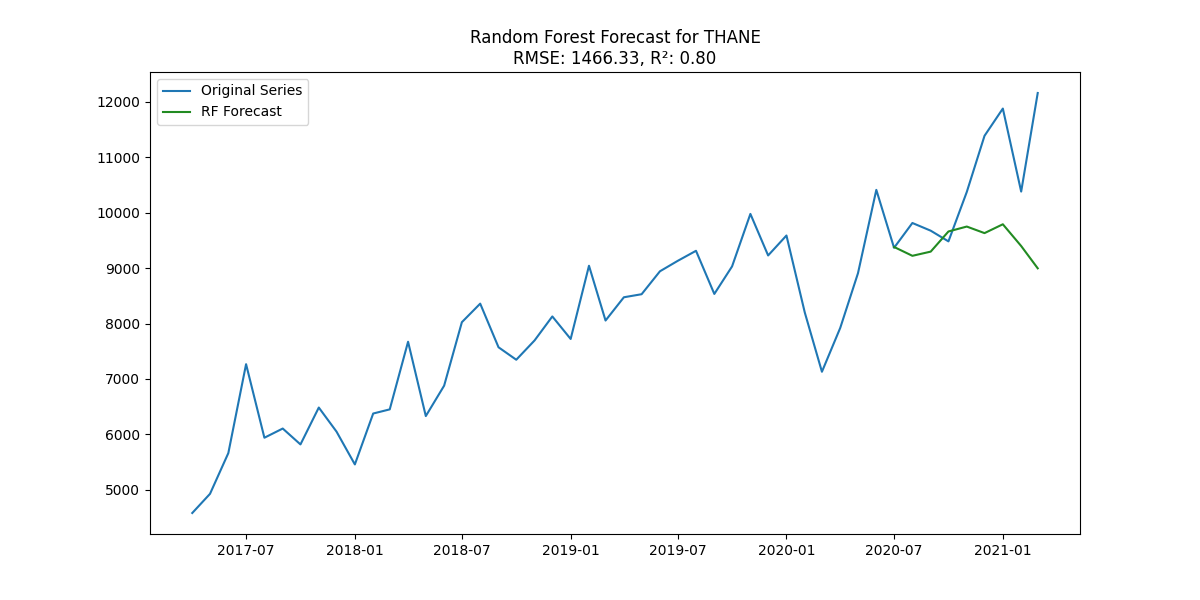 Random Forest Forecast for THANE
RMSE: 1466.33, R²: 0.80
Original Series
RF Forecast
12000
11000
10000
9000
8000
7000
6000
5000
2017-07 2018-01 2018-07 2019-01 2019-07 2020-01 2020-07 2021-01